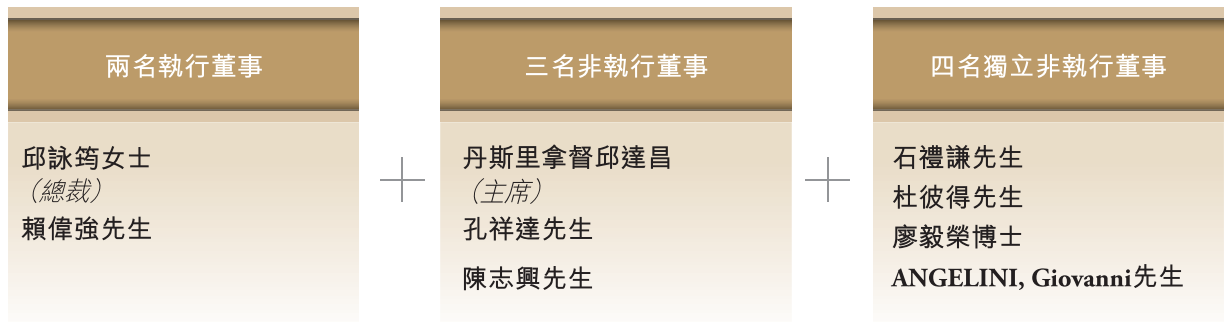 兩名執行董事
邱詠筠女士
（總裁）
賴偉強先生
三名非執行董事
丹斯里拿督邱達昌
（主席）
孔祥達先生
陳志興先生
四名獨立非執行董事
石禮謙先生
杜彼得先生
廖毅榮博士
ANGELINI, Giovanni先生